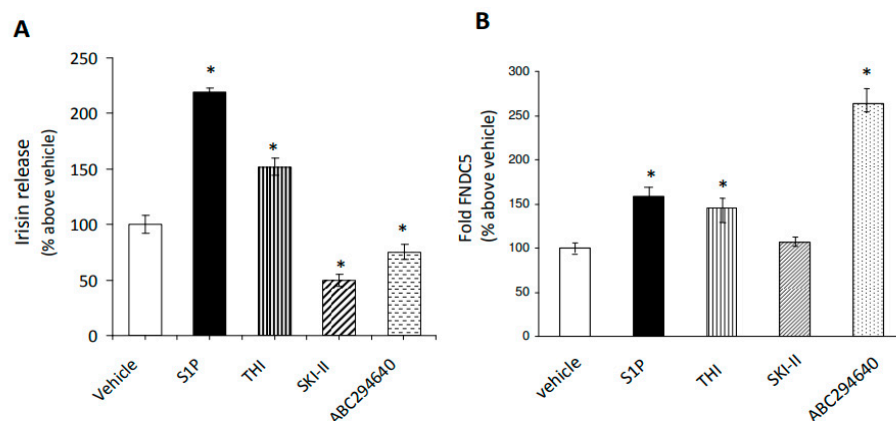 A
Irisin release
(% above vehicle)
250
200
150
100
50
0
*
*
*
*
Vehicle
S1P
THI
SKI-II
ABC294640
B
Fold FNDC5
(% above vehicle)
300
250
200
150
100
50
0
*
*
*
vehicle
S1P
THI
SKI-II
ABC294640